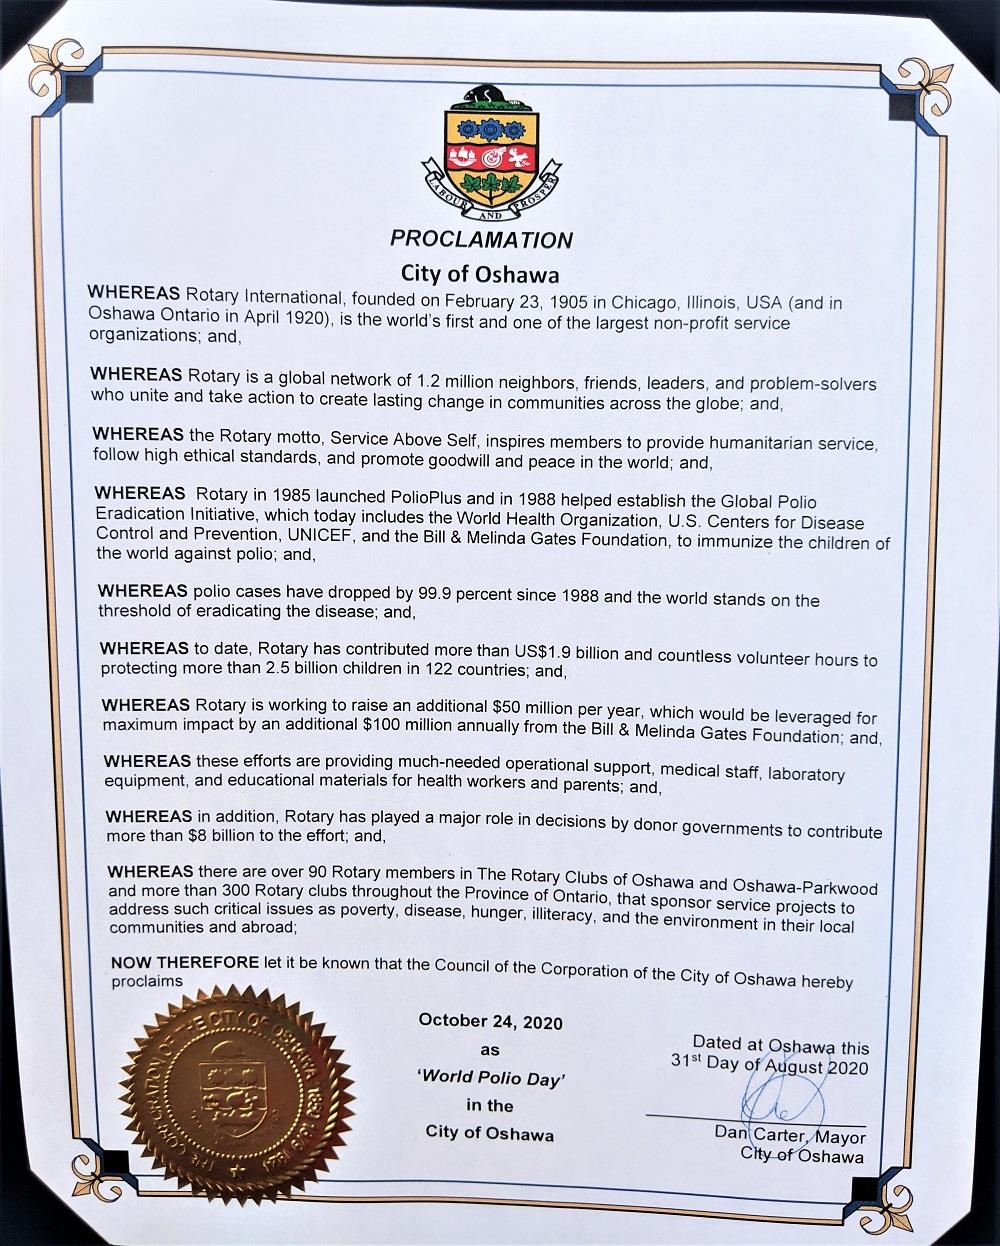 LABOUR AND PROSPER
PROCLAMATION
City of Oshawa
WHEREAS Rotary International, founded on February 23, 1905 in Chicago, Illinois, USA (and in
Oshawa Ontario in April 1920), is the world's first and one of the largest non-profit service
organizations; and,
WHEREAS Rotary is a global network of 1.2 million neighbors, friends, leaders, and problem-solvers
who unite and take action to create lasting change in communities across the globe; and,
WHEREAS the Rotary motto, Service Above Self, inspires members to provide humanitarian service,
follow high ethical standards, and promote goodwill and peace in the world; and,
WHEREAS Rotary in 1985 launched PolioPlus and in 1988 helped establish the Global Polio
Eradication Initiative, which today includes the World Health Organization, U.S. Centers for Disease
Control and Prevention, UNICEF, and the Bill & Melinda Gates Foundation, to immunize the children of
the world against polio; and,
WHEREAS polio cases have dropped by 99.9 percent since 1988 and the world stands on the
threshold of eradicating the disease; and,
WHEREAS to date, Rotary has contributed more than US$1.9 billion and countless volunteer hours to
protecting more than 2.5 billion children in 122 countries; and,
WHEREAS Rotary is working to raise an additional $50 million per year, which would be leveraged for
maximum impact by an additional $100 million annually from the Bill & Melinda Gates Foundation; and,
WHEREAS these efforts are providing much-needed operational support, medical staff, laboratory
equipment, and educational materials for health workers and parents; and,
WHEREAS in addition, Rotary has played a major role in decisions by donor governments to contribute
more than $8 billion to the effort; and,
WHEREAS there are over 90 Rotary members in The Rotary Clubs of Oshawa and Oshawa-Parkwood
and more than 300 Rotary clubs throughout the Province of Ontario, that sponsor service projects to
address such critical issues as poverty, disease, hunger, illiteracy, and the environment in their local
communities and abroad;
NOW THEREFORE let it be known that the Council of the Corporation of the City of Oshawa hereby
proclaims
October 24, 2020
as
'World Polio Day'
in the
City of Oshawa
Dated at Oshawa this
31st Day of August 2020
Dan Carter, Mayor
City of Oshawa
THE CORPORATION OF THE CITY OF OSHAWA